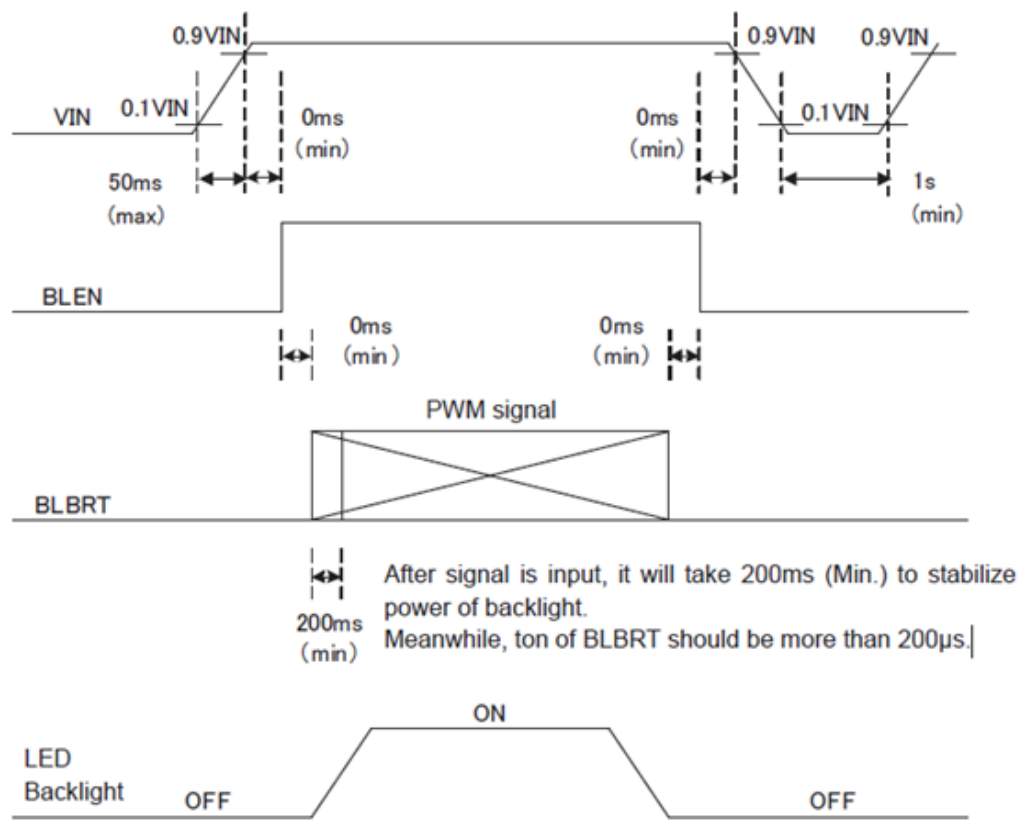 0.9VIN
0.9VIN
0.9VIN
VIN
0.1VIN
0ms
(min)
0ms
(min)
0.1VIN
50ms
(max)
1s
(min)
BLEN
0ms
(min)
0ms
(min)
PWM signal
BLBRT
200ms
(min)
After signal is input, it will take 200ms (Min.) to stabilize
power of backlight.
Meanwhile, ton of BLBRT should be more than 200µs.
ON
LED
Backlight
OFF
OFF